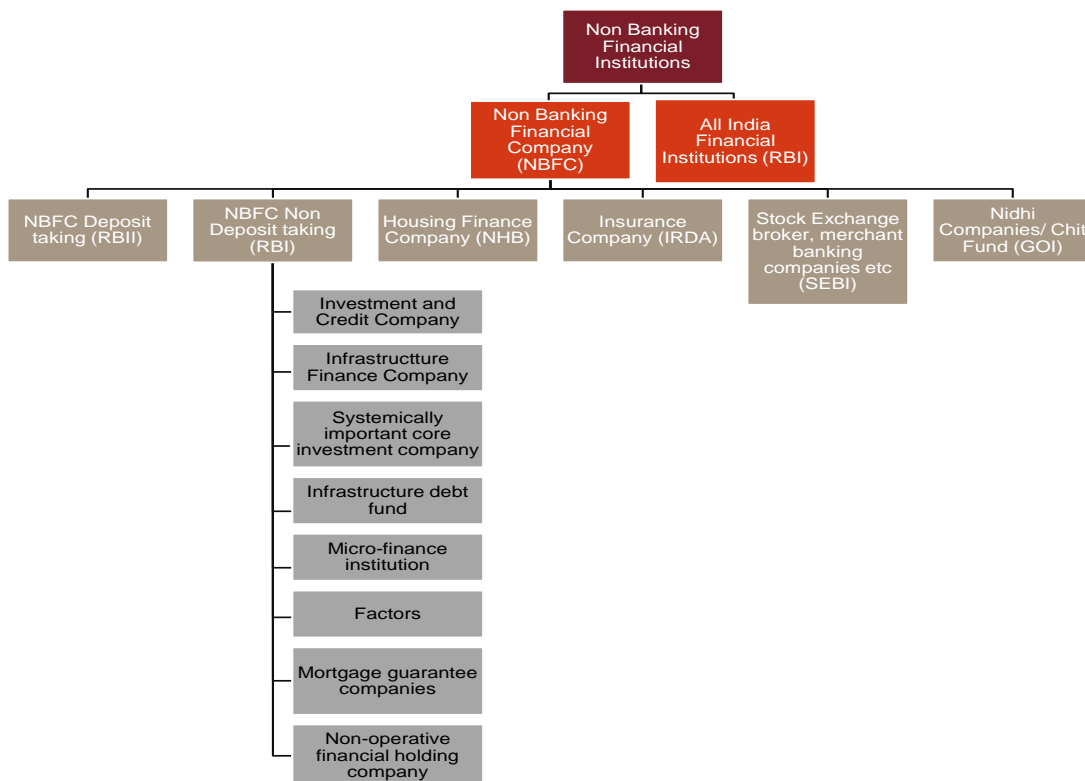 Non Banking
Financial
Institutions
Non Banking
Financial
Company
(NBFC)
All India
Financial
Institutions (RBI)
NBFC Deposit
taking (RBII)
NBFC Non
Deposit taking
(RBI)
Housing Finance
Company (NHB)
Insurance
Company (IRDA)
Stock Exchange
broker, merchant
banking
companies etc
(SEBI)
Nidhi
Companies/ Chit
Fund (GOI)
Investment and
Credit Company
Infrastructture
Finance Company
Systemically
important core
investment company
Infrastructure debt
fund
Micro-finance
institution
Factors
Mortgage guarantee
companies
Non-operative
financial holding
company